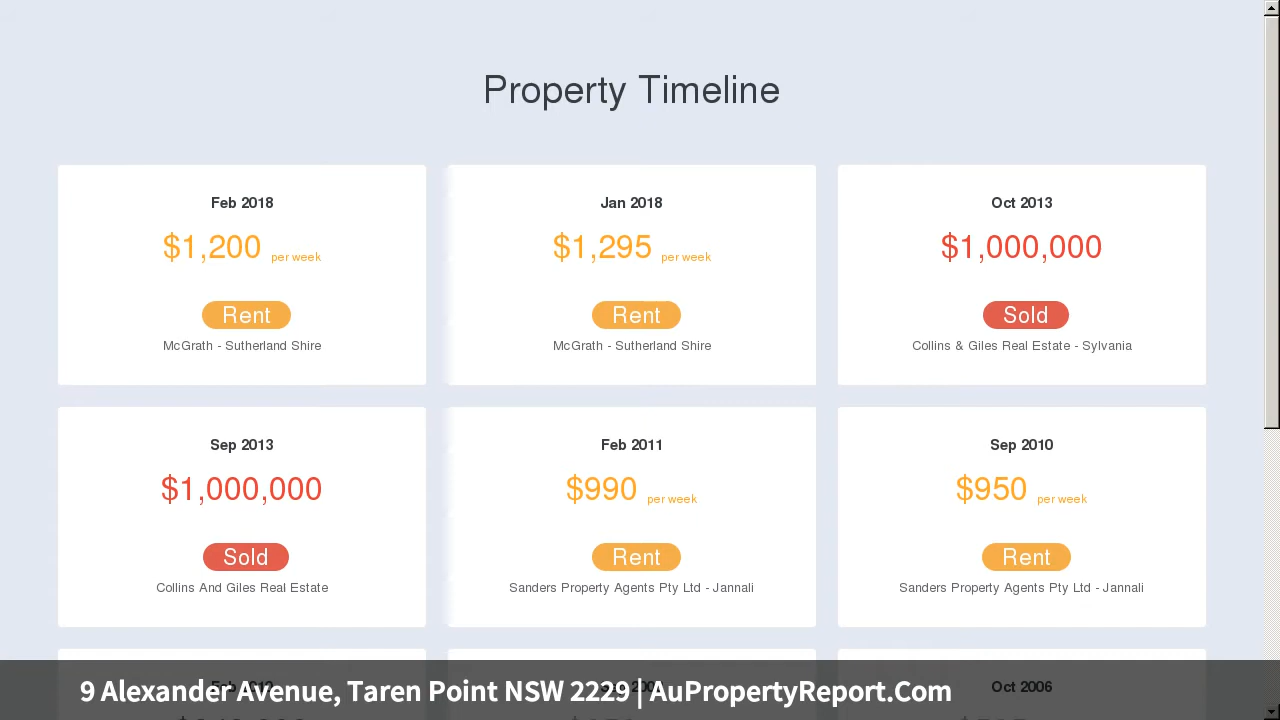 Property Timeline
Feb 2018
$1,200 per week
Rent
McGrath - Sutherland Shire
Jan 2018
$1,295 per week
Rent
McGrath - Sutherland Shire
Oct 2013
$1,000,000
Sold
Collins & Giles Real Estate - Sylvania
Sep 2013
$1,000,000
Sold
Collins And Giles Real Estate
Feb 2011
$990 per week
Rent
Sanders Property Agents Pty Ltd - Jannali
Sep 2010
$950 per week
Rent
Sanders Property Agents Pty Ltd - Jannali
Oct 2006
9 Alexander Avenue, Taren Point NSW 2229 | AuPropertyReport.Com